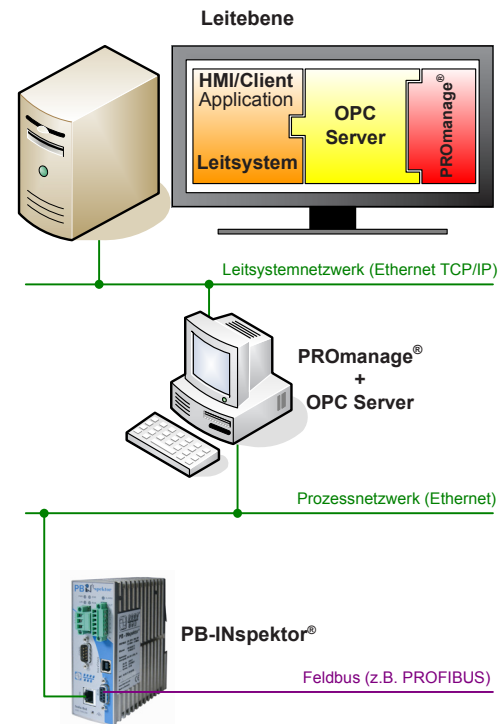 Leitebene
HMI/Client
Application
Leitsystem
OPC
Server
PROmanage®
Leitsystemnetzwerk (Ethernet TCP/IP)
PROmanage®
+
OPC Server
Prozessnetzwerk (Ethernet)
PB-INspektor®
Feldbus (z.B. PROFIBUS)